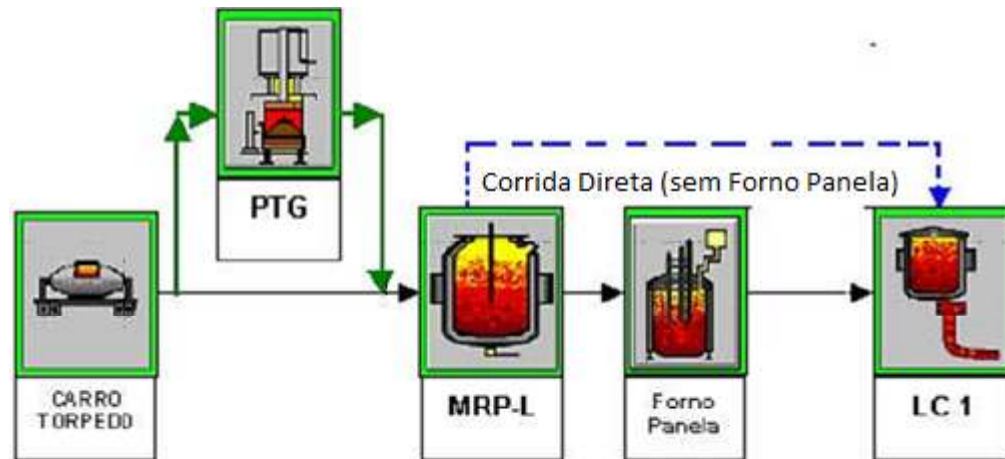 PTG
Corrida Direta (sem Forno Panela)
CARRO
TORPEDO
MRP-L
Forno
Panela
LC 1